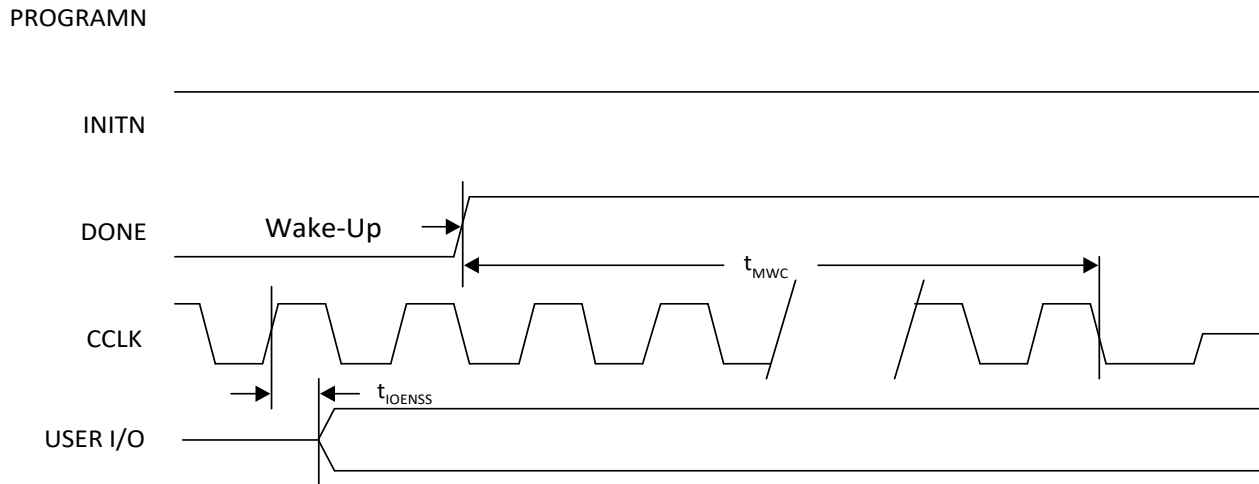 PROGRAMN
INITN
DONE
Wake-Up
tMWC
CCLK
tIOENSS
USER I/O